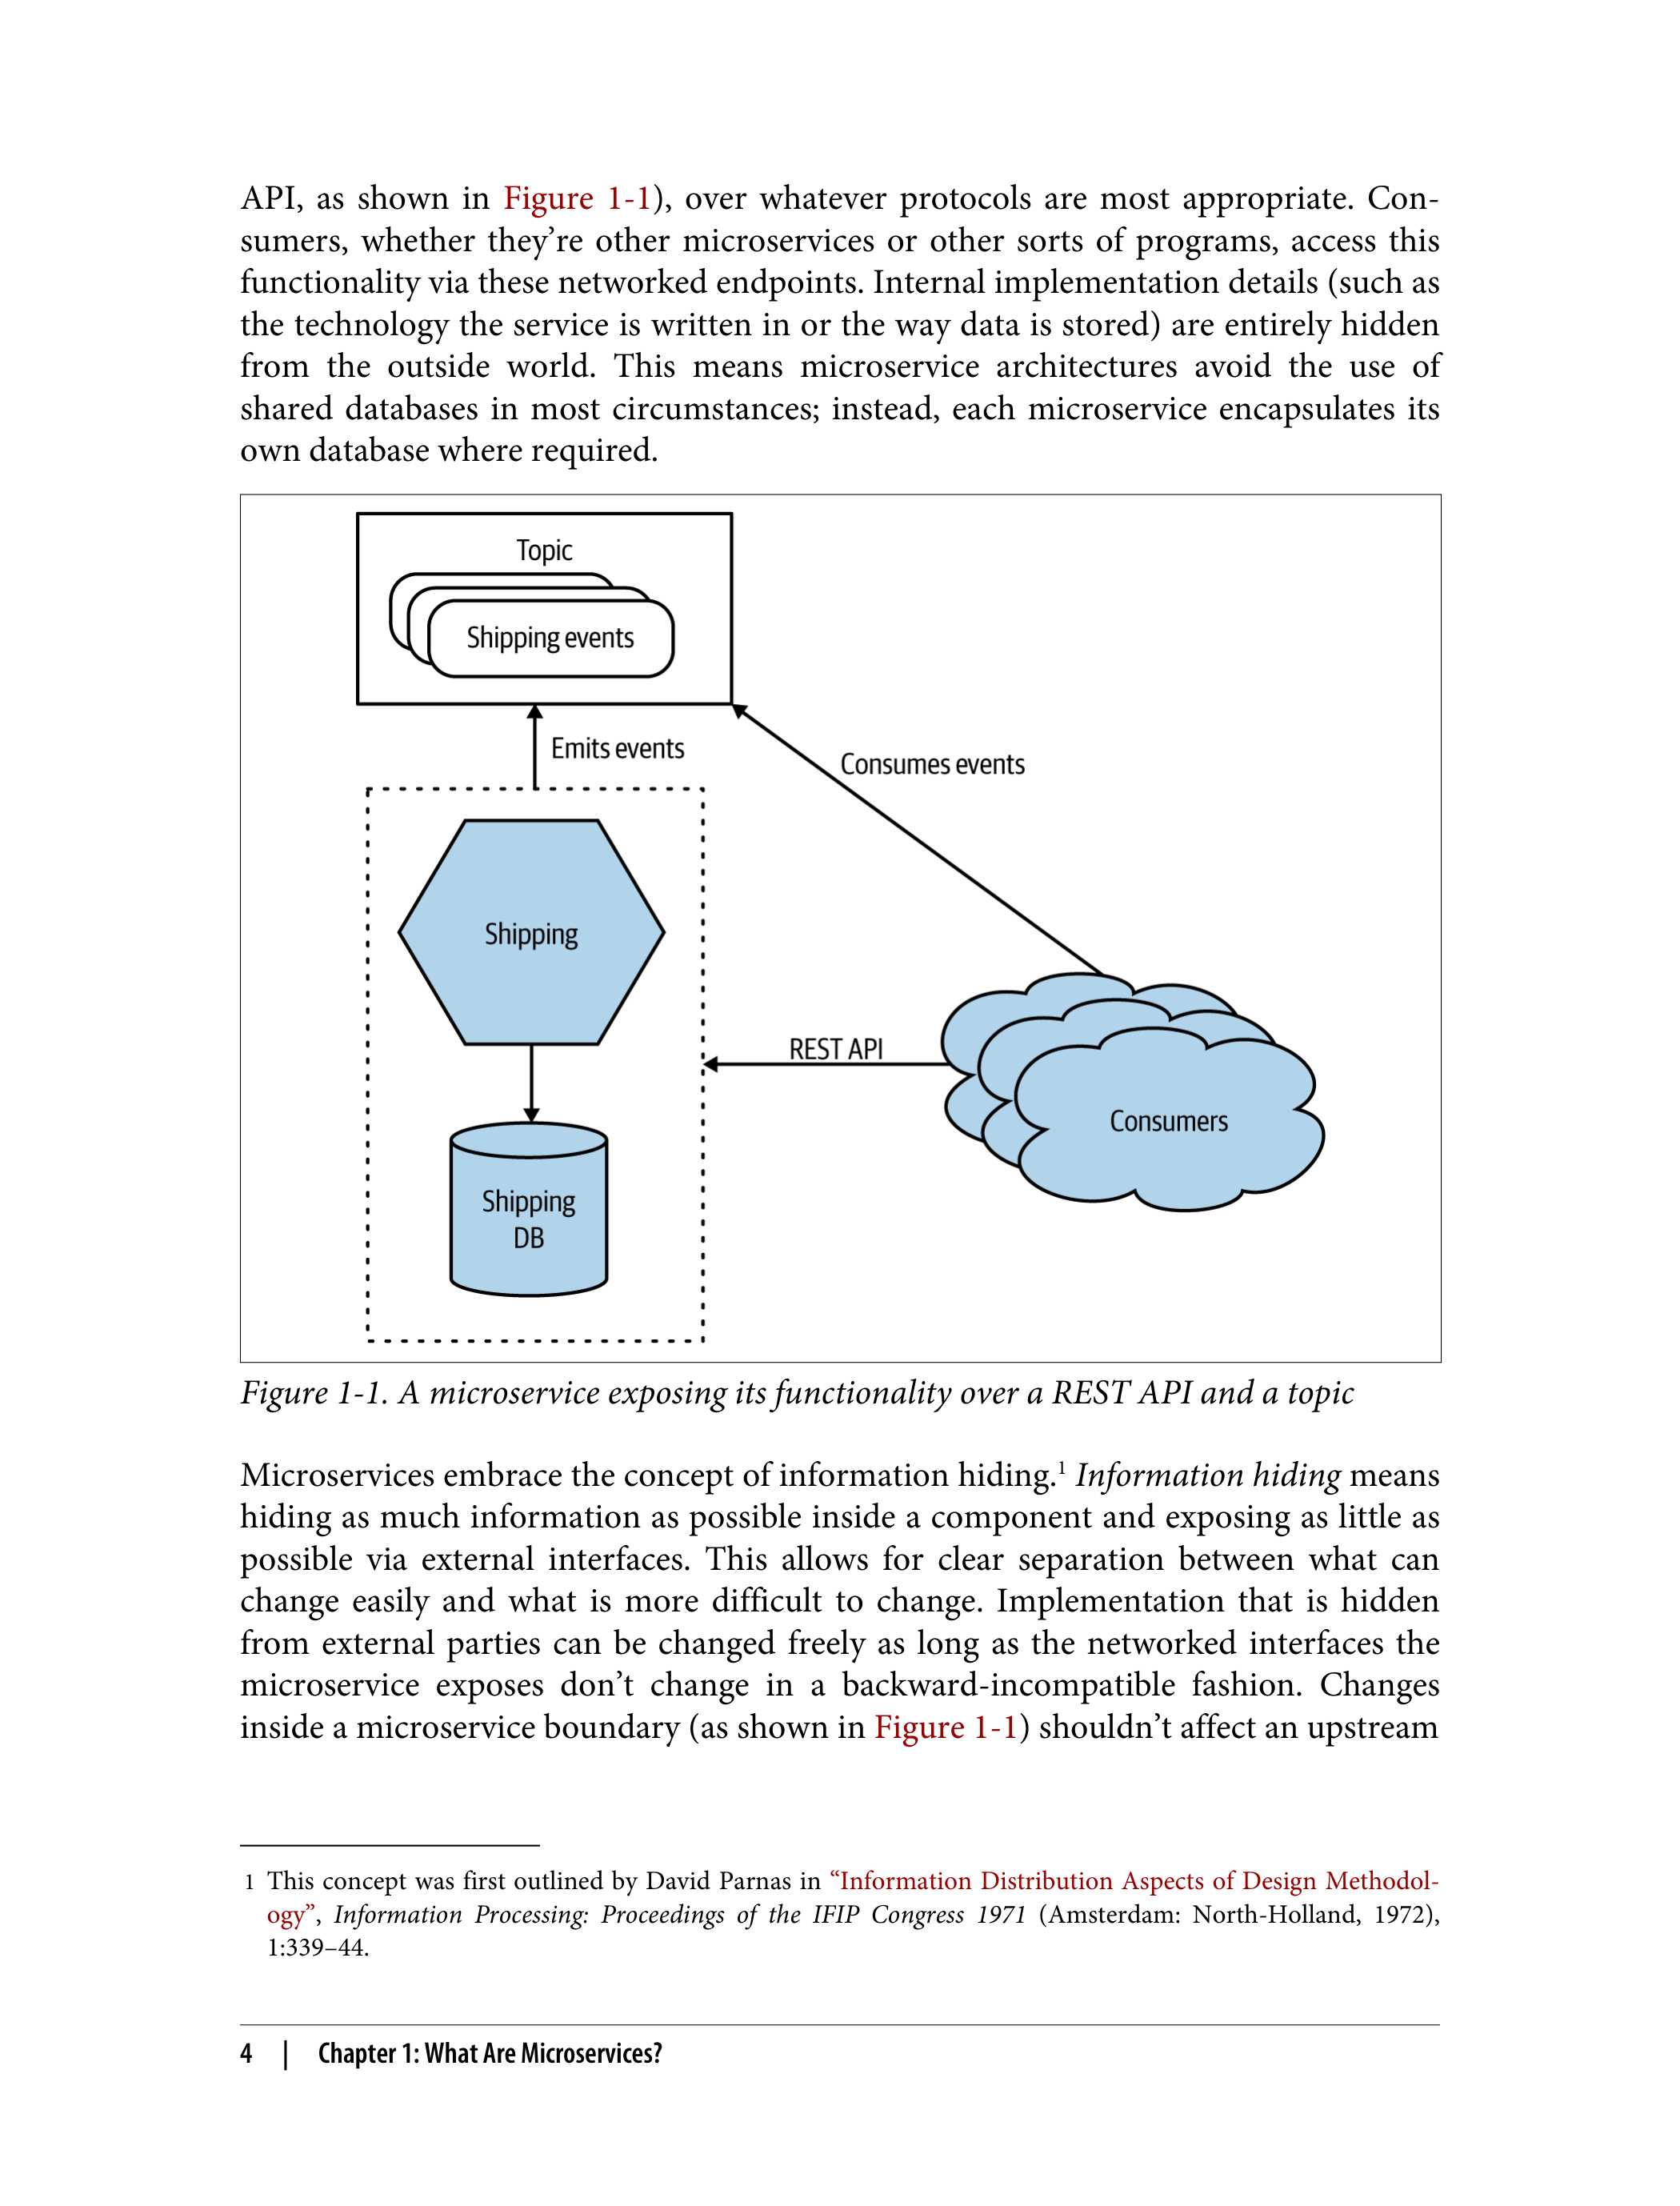 API, as shown in Figure 1-1), over whatever protocols are most appropriate. Con-
sumers, whether they’re other microservices or other sorts of programs, access this
functionality via these networked endpoints. Internal implementation details (such as
the technology the service is written in or the way data is stored) are entirely hidden
from the outside world. This means microservice architectures avoid the use of
shared databases in most circumstances; instead, each microservice encapsulates its
own database where required.
Topic
Shipping events
Emits events
Consumes events
Shipping
REST API
Consumers
Shipping
DB
Figure 1-1. A microservice exposing its functionality over a REST API and a topic
Microservices embrace the concept of information hiding.1 Information hiding means
hiding as much information as possible inside a component and exposing as little as
possible via external interfaces. This allows for clear separation between what can
change easily and what is more difficult to change. Implementation that is hidden
from external parties can be changed freely as long as the networked interfaces the
microservice exposes don’t change in a backward-incompatible fashion. Changes
inside a microservice boundary (as shown in Figure 1-1) shouldn’t affect an upstream
1 This concept was first outlined by David Parnas in “Information Distribution Aspects of Design Methodol-
ogy”, Information Processing: Proceedings of the IFIP Congress 1971 (Amsterdam: North-Holland, 1972),
1:339–44.
4 | Chapter 1: What Are Microservices?